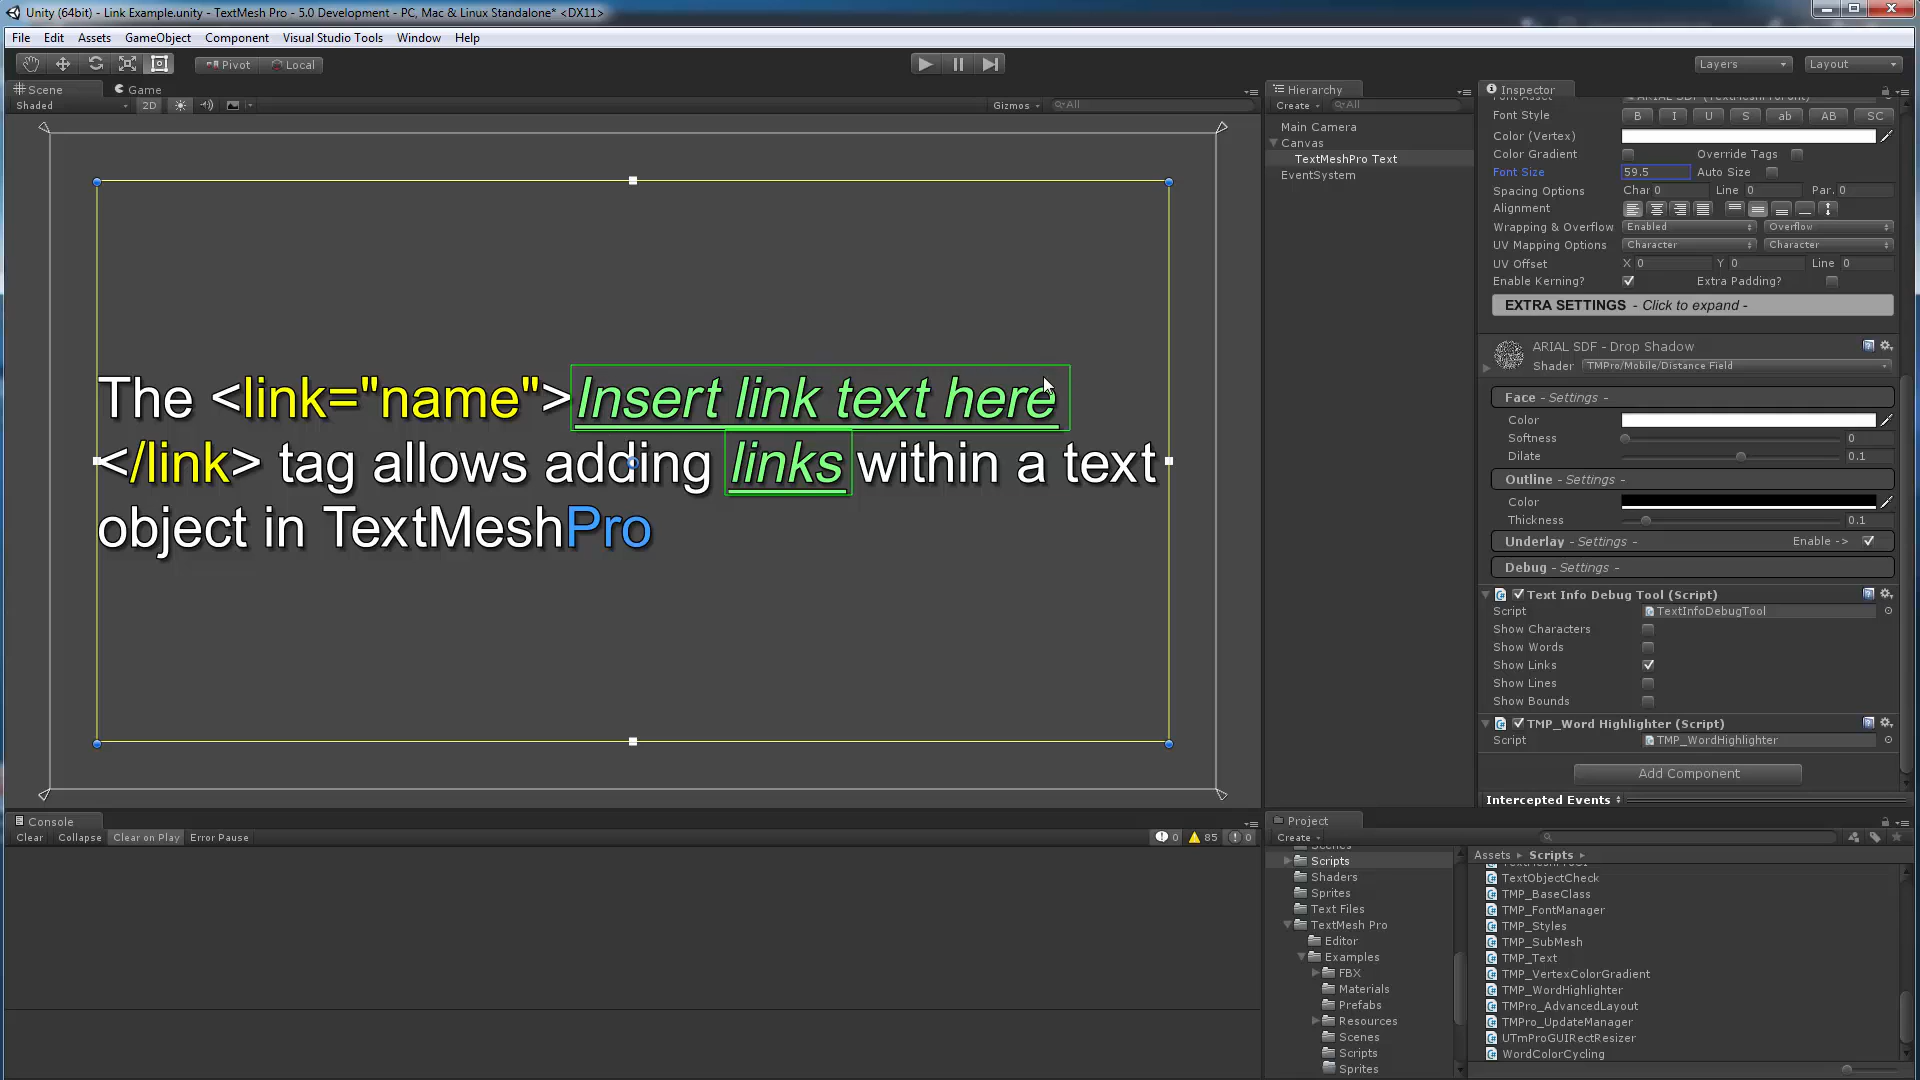 Unity (64bit) - Link Example.unity - TextMesh Pro - 5.0 Development - PC, Mac & Linux Standalone* <DX11>
File Edit Assets GameObject Component Visual Studio Tools Window Help
Pivot Local Layers Layout
Scene Game
Shaded 2D Gizmos All
The <link="name">Insert link text here
</link> tag allows adding links within a text
object in TextMeshPro
Hierarchy
Create All
Main Camera
Canvas
TextMeshPro Text
EventSystem
Inspector
Font Style B I U S ab AB SC
Color (Vertex)
Color Gradient Override Tags
Font Size 59.5 Auto Size
Spacing Options Char 0 Line 0 Par. 0
Alignment
Wrapping & Overflow Enabled Overflow
UV Mapping Options Character Character
UV Offset X 0 Y 0 Line 0
Enable Kerning? Extra Padding?
EXTRA SETTINGS - Click to expand -
ARIAL SDF - Drop Shadow
Shader TMPro/Mobile/Distance Field
Face - Settings -
Color
Softness 0
Dilate 0.1
Outline - Settings -
Color
Thickness 0.1
Underlay - Settings - Enable ->
Debug - Settings -
Text Info Debug Tool (Script)
Script TextInfoDebugTool
Show Characters
Show Words
Show Links
Show Lines
Show Bounds
TMP_Word Highlighter (Script)
Script TMP_WordHighlighter
Add Component
Intercepted Events
Console
Clear Collapse Clear on Play Error Pause 0 85 0
Project
Create
Scripts
Shaders
Sprites
Text Files
TextMesh Pro
Editor
Examples
FBX
Materials
Prefabs
Resources
Scenes
Scripts
Sprites
Assets Scripts
TextObjectCheck
TMP_BaseClass
TMP_FontManager
TMP_Styles
TMP_SubMesh
TMP_Text
TMP_VertexColorGradient
TMP_WordHighlighter
TMPro_AdvancedLayout
TMPro_UpdateManager
UTmProGUIRectResizer
WordColorCycling